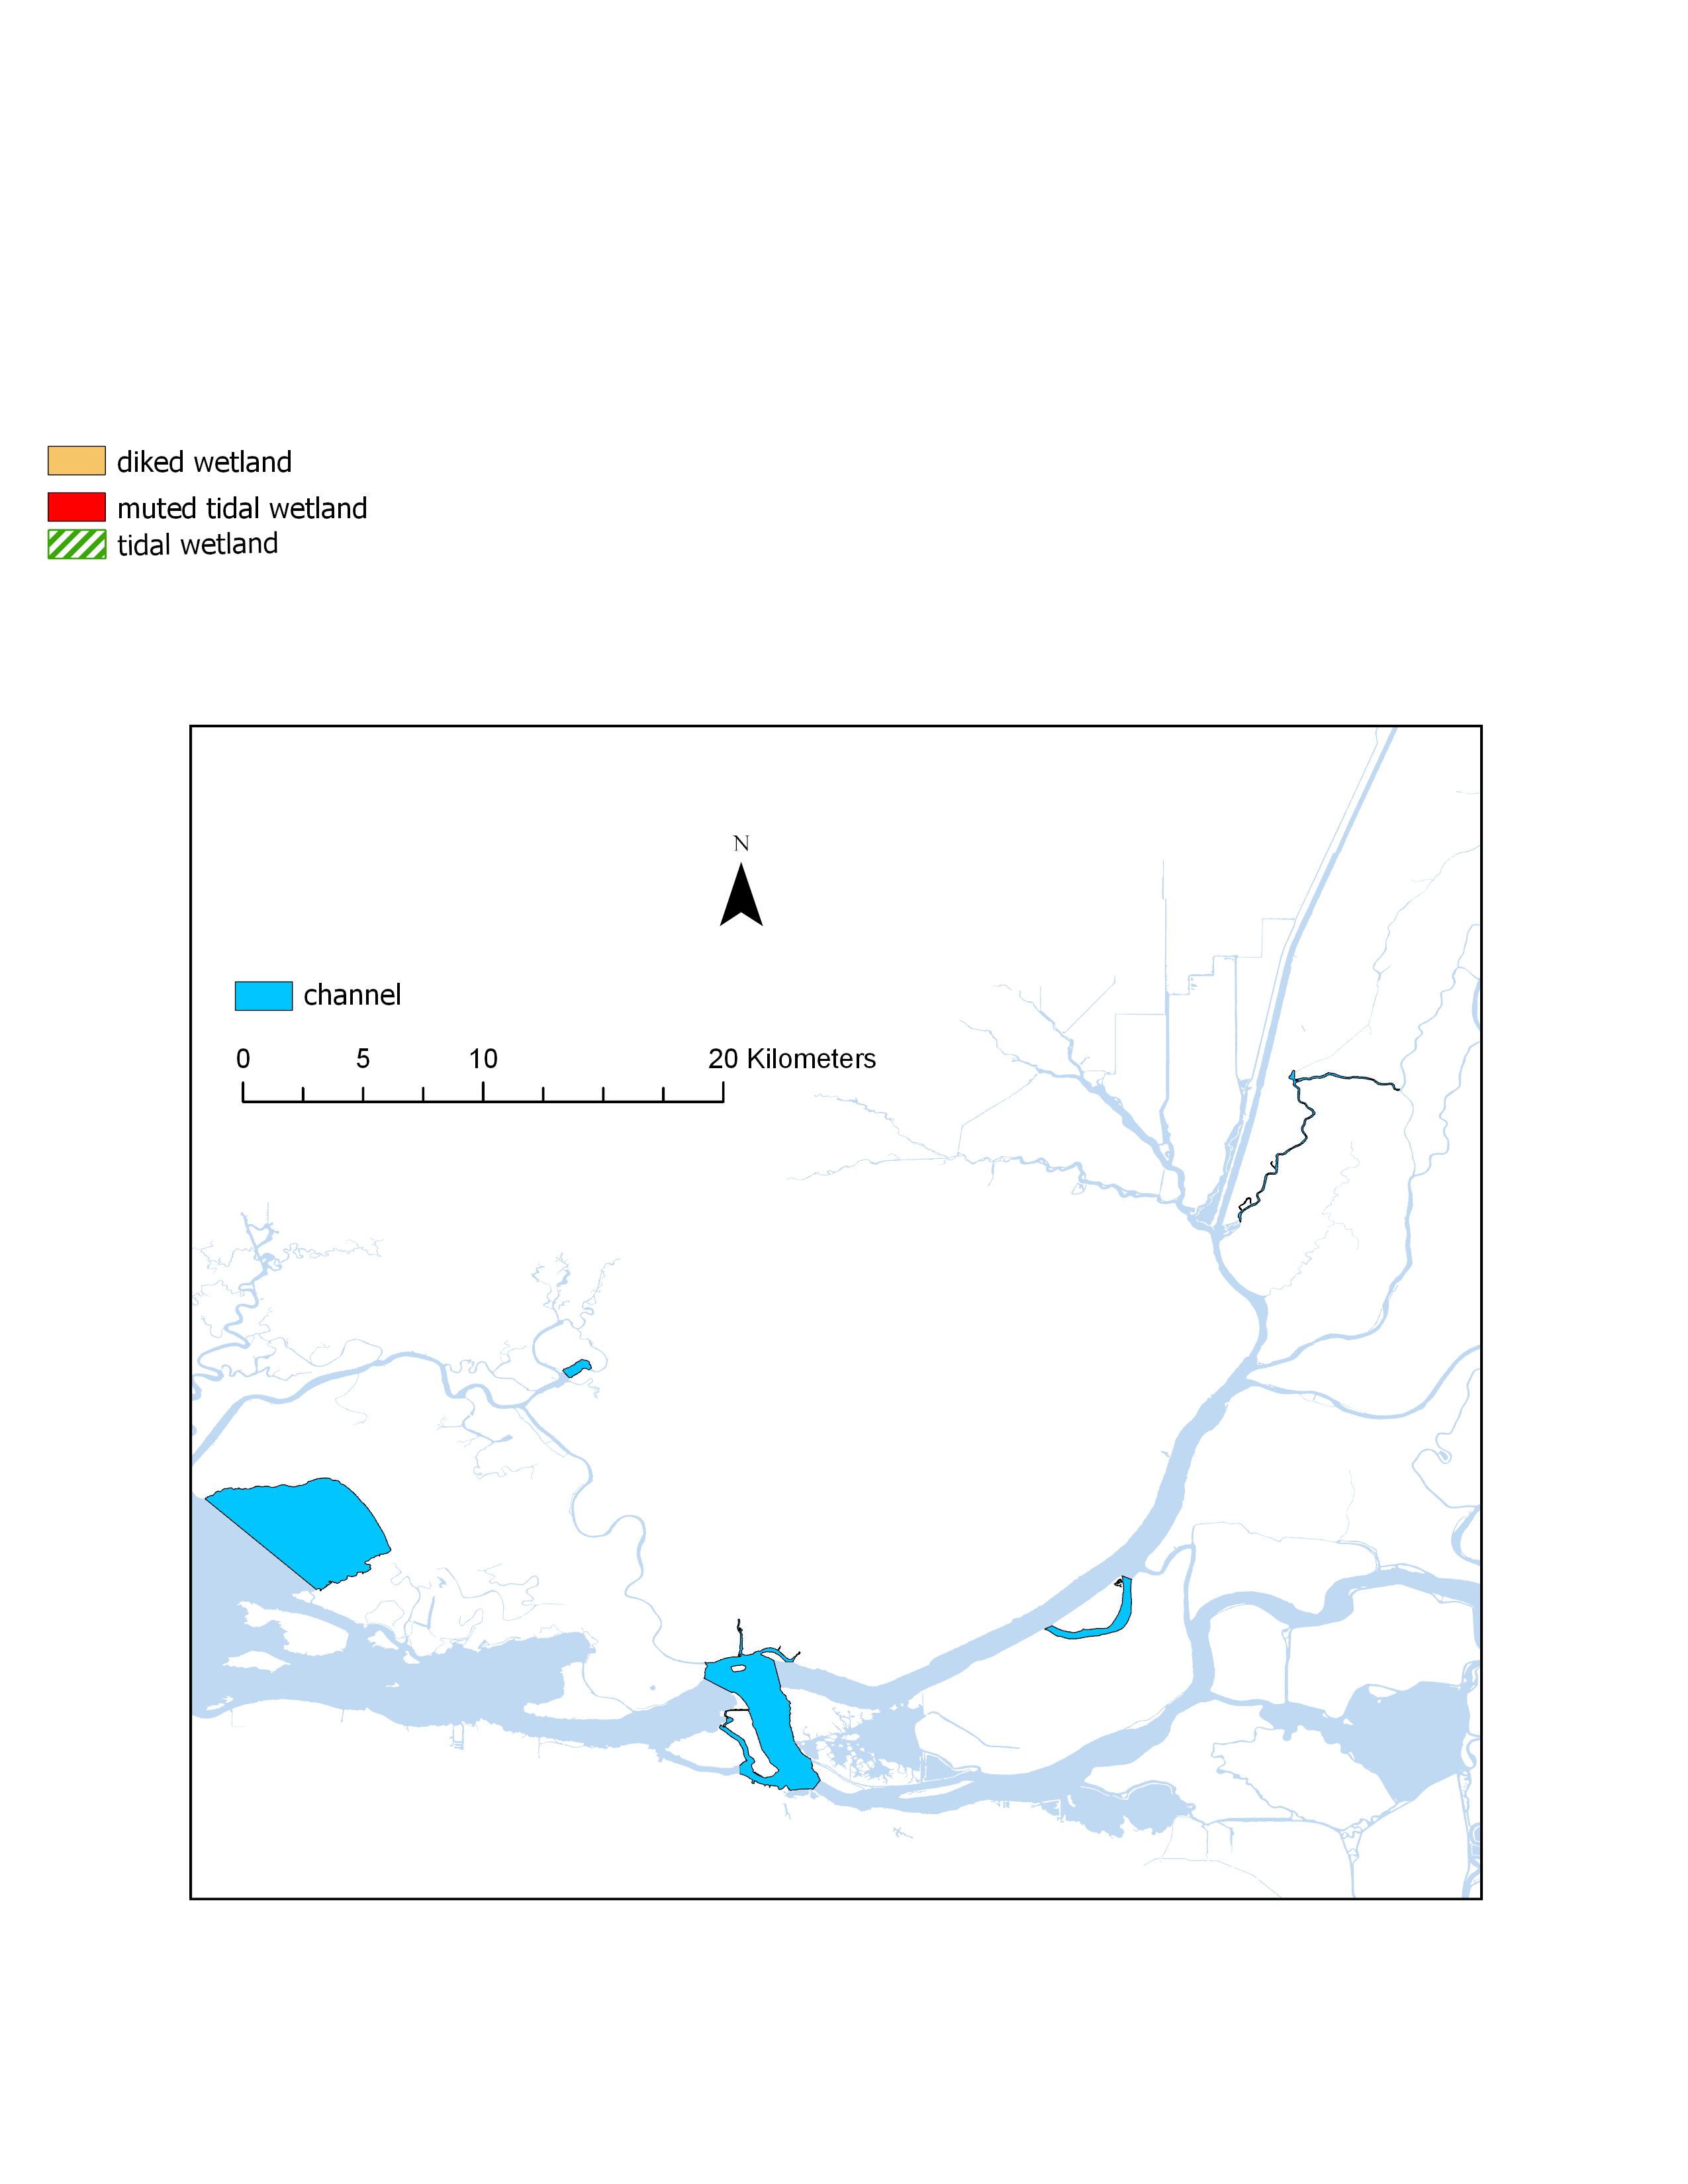 diked wetland
muted tidal wetland
tidal wetland
N
channel
0 5 10 20 Kilometers